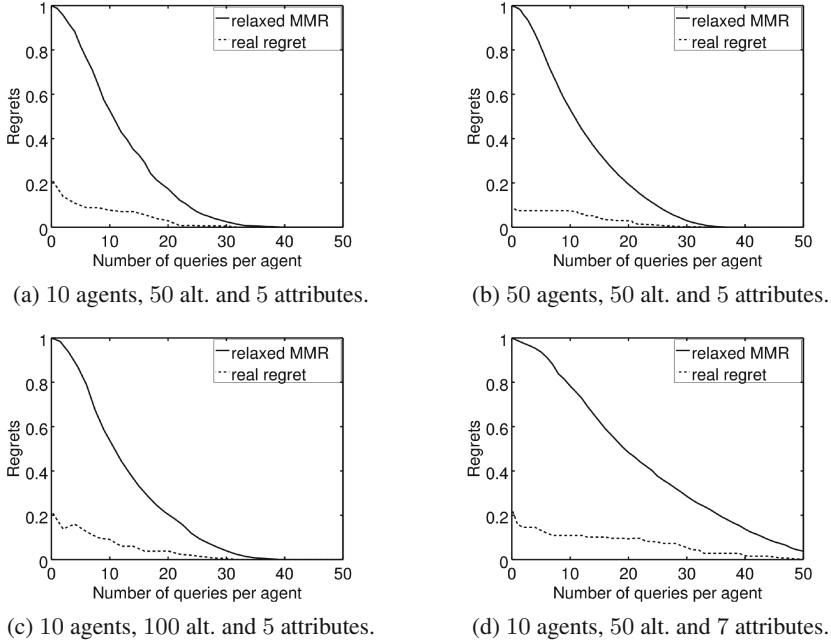 1
0.8
0.6
0.4
0.2
0
Regrets
relaxed MMR
real regret
0 10 20 30 40 50
Number of queries per agent
(a) 10 agents, 50 alt. and 5 attributes.
1
0.8
0.6
0.4
0.2
0
Regrets
relaxed MMR
real regret
0 10 20 30 40 50
Number of queries per agent
(b) 50 agents, 50 alt. and 5 attributes.
1
0.8
0.6
0.4
0.2
0
Regrets
relaxed MMR
real regret
0 10 20 30 40 50
Number of queries per agent
(c) 10 agents, 100 alt. and 5 attributes.
1
0.8
0.6
0.4
0.2
0
Regrets
relaxed MMR
real regret
0 10 20 30 40 50
Number of queries per agent
(d) 10 agents, 50 alt. and 7 attributes.